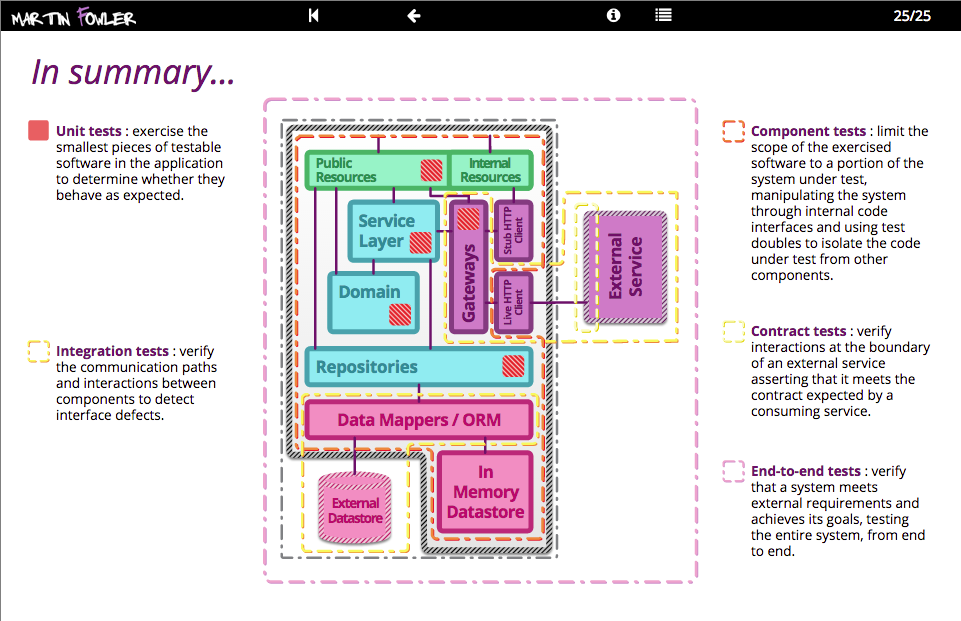 MARTIN FOWLER
25/25
In summary...
Unit tests : exercise the
smallest pieces of testable
software in the application
to determine whether they
behave as expected.
Integration tests : verify
the communication paths
and interactions between
components to detect
interface defects.
Public
Resources
Internal
Resources
Service
Layer
Domain
Gateways
Stub HTTP
Client
Live HTTP
Client
External
Service
Repositories
Data Mappers / ORM
External
Datastore
In
Memory
Datastore
Component tests : limit the
scope of the exercised
software to a portion of the
system under test,
manipulating the system
through internal code
interfaces and using test
doubles to isolate the code
under test from other
components.
Contract tests : verify
interactions at the boundary
of an external service
asserting that it meets the
contract expected by a
consuming service.
End-to-end tests : verify
that a system meets
external requirements and
achieves its goals, testing
the entire system, from end
to end.